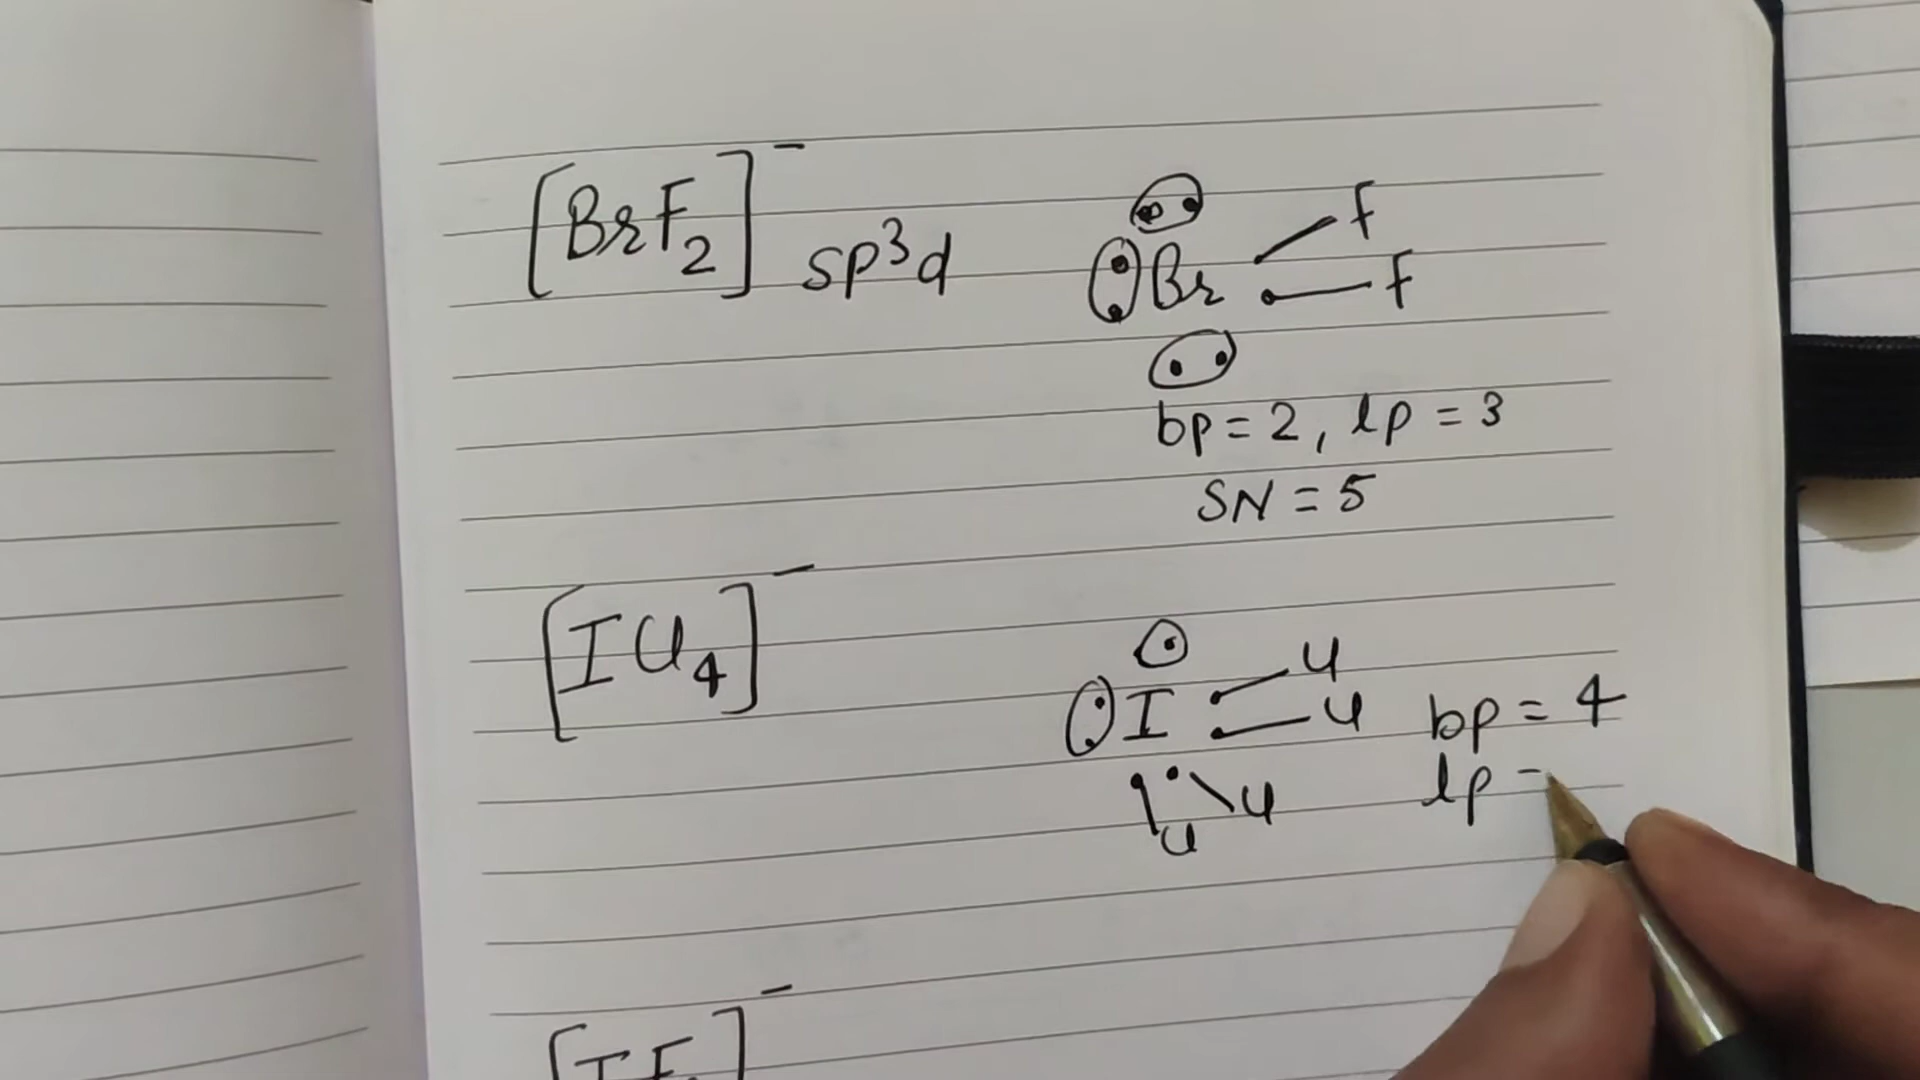 [BrF₂]⁻ sp³d
F
Br F
bp = 2, lp = 3
SN = 5
[ICl₄]⁻
Cl
I Cl bp = 4
Cl lp =
Cl